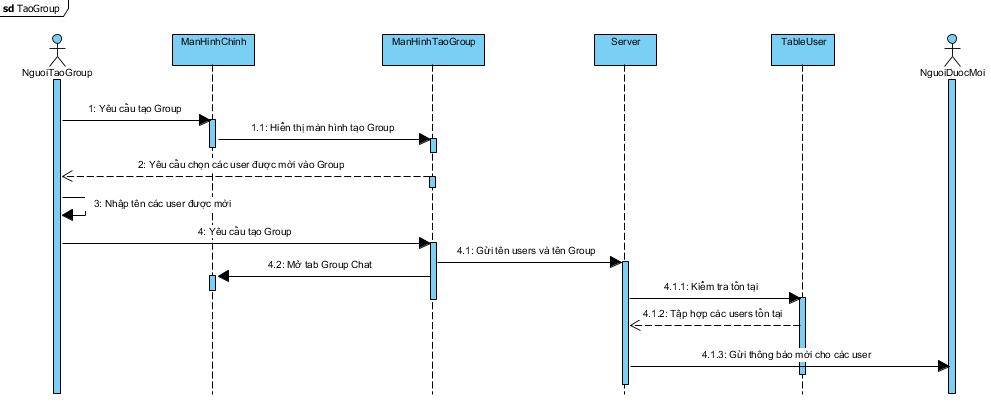 sd TaoGroup
NguoiTaoGroup
ManHinhChinh
ManHinhTaoGroup
Server
TableUser
NguoiDuocMoi
1: Yêu cầu tạo Group
1.1: Hiển thị màn hình tạo Group
2: Yêu cầu chọn các user được mời vào Group
3: Nhập tên các user được mời
4: Yêu cầu tạo Group
4.1: Gửi tên users và tên Group
4.2: Mở tab Group Chat
4.1.1: Kiểm tra tồn tại
4.1.2: Tập hợp các users tồn tại
4.1.3: Gửi thông báo mời cho các user